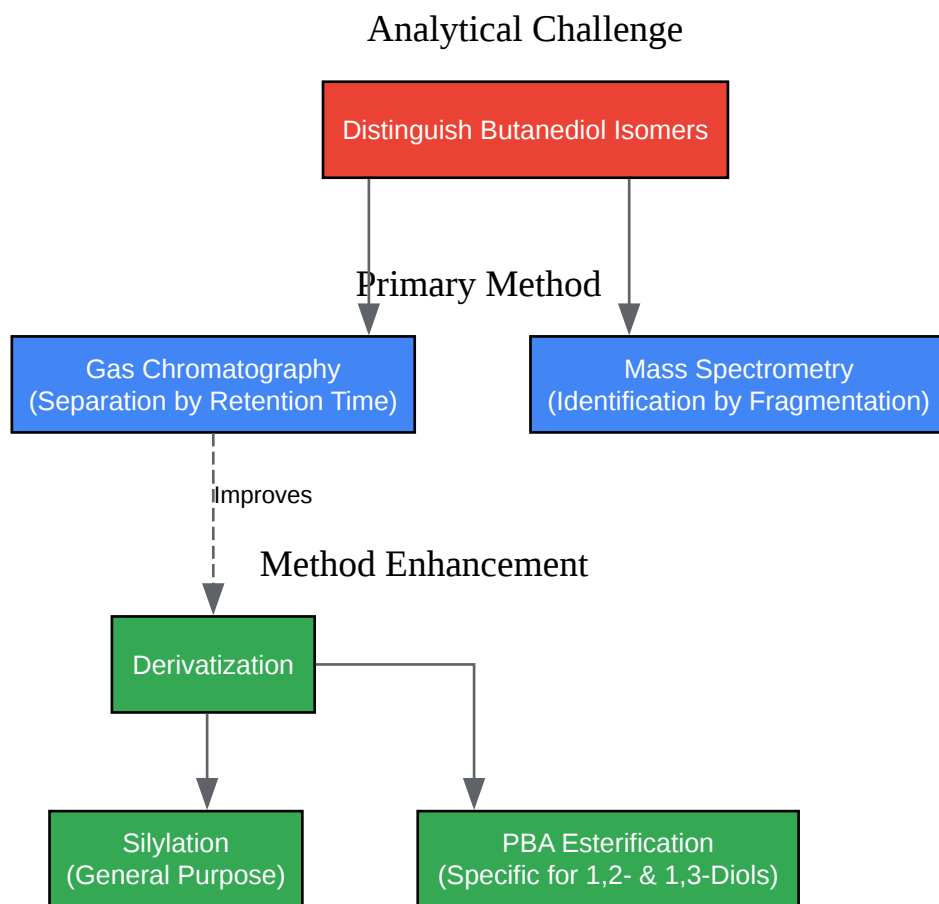 Analytical Challenge
Distinguish Butanediol Isomers
Primary Method
Gas Chromatography
(Separation by Retention Time)
Mass Spectrometry
(Identification by Fragmentation)
Improves
Method Enhancement
Derivatization
Silylation
(General Purpose)
PBA Esterification
(Specific for 1,2- & 1,3-Diols)